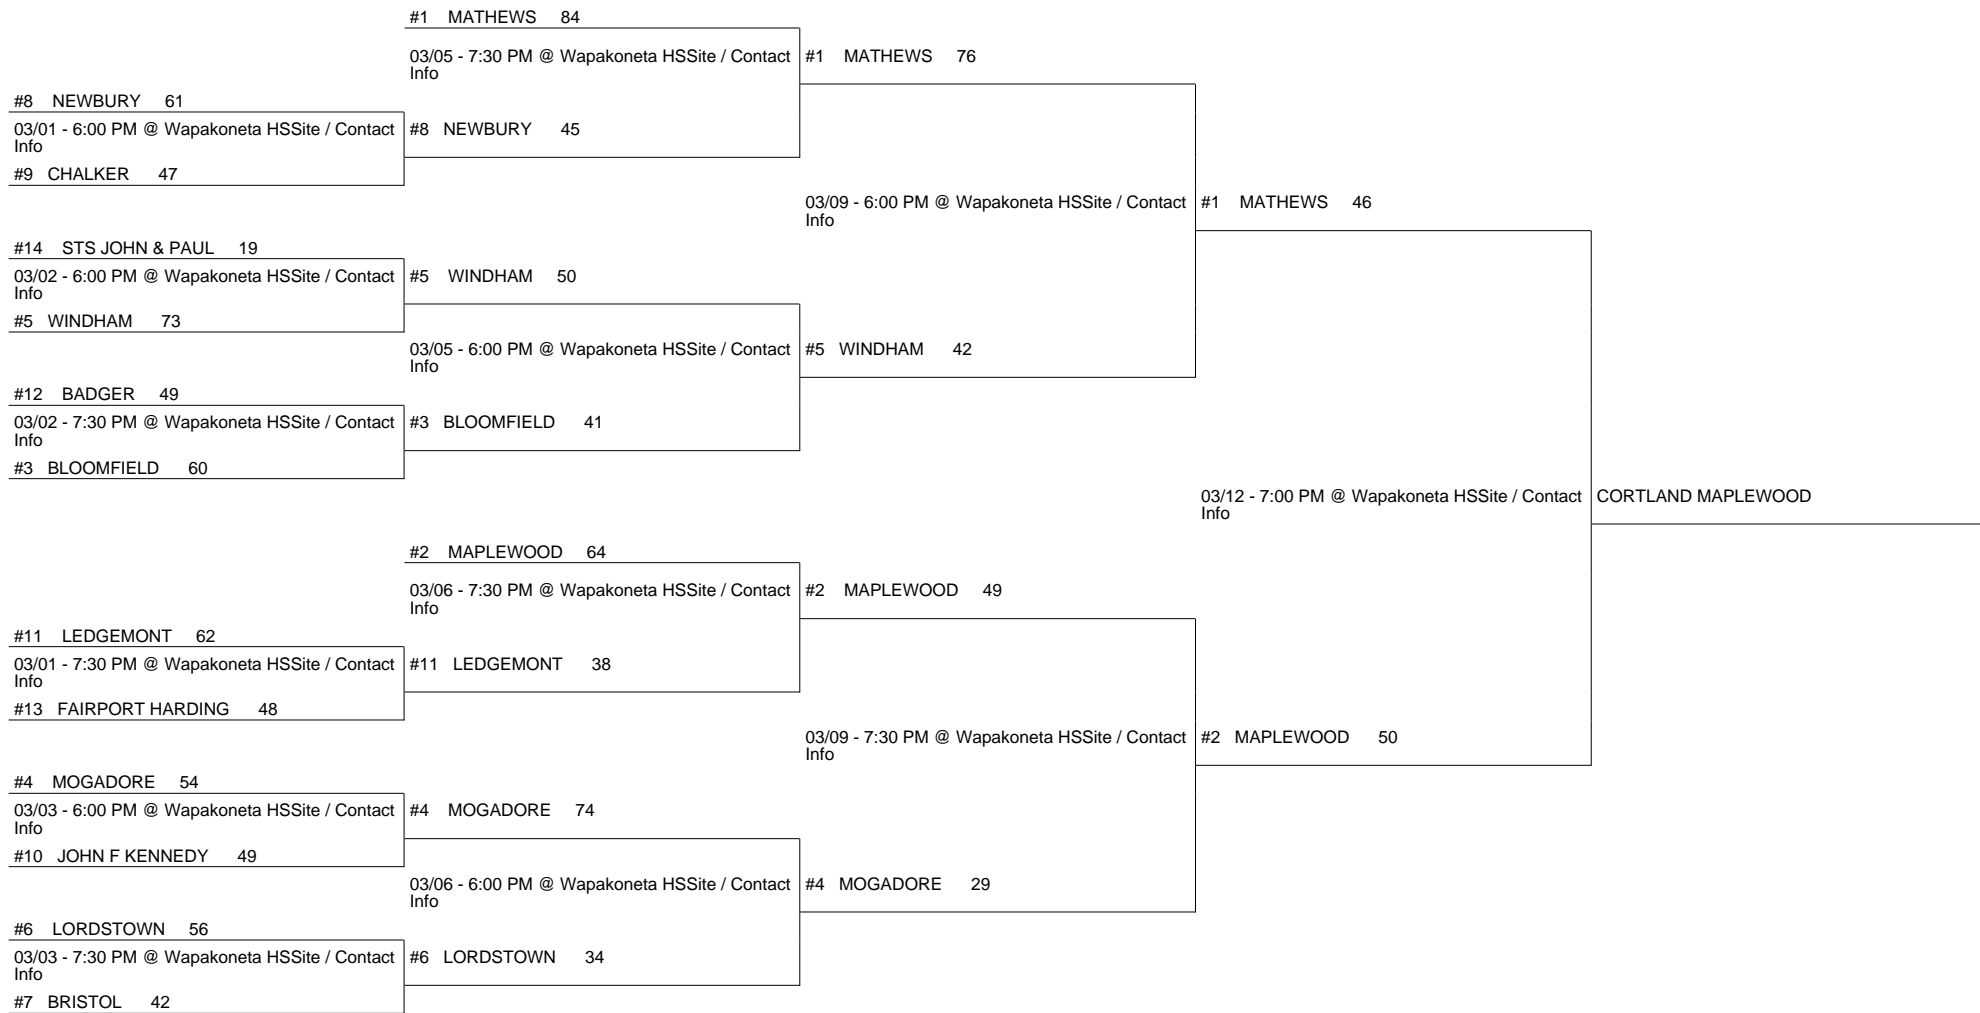 #1 MATHEWS 84
03/05 - 7:30 PM @ Wapakoneta HSSite / Contact
Info
#1 MATHEWS 76
#8 NEWBURY 61
03/01 - 6:00 PM @ Wapakoneta HSSite / Contact
Info
#8 NEWBURY 45
#9 CHALKER 47
03/09 - 6:00 PM @ Wapakoneta HSSite / Contact
Info
#1 MATHEWS 46
#14 STS JOHN & PAUL 19
03/02 - 6:00 PM @ Wapakoneta HSSite / Contact
Info
#5 WINDHAM 50
#5 WINDHAM 73
03/05 - 6:00 PM @ Wapakoneta HSSite / Contact
Info
#5 WINDHAM 42
#12 BADGER 49
03/02 - 7:30 PM @ Wapakoneta HSSite / Contact
Info
#3 BLOOMFIELD 41
#3 BLOOMFIELD 60
03/12 - 7:00 PM @ Wapakoneta HSSite / Contact
Info
CORTLAND MAPLEWOOD
#2 MAPLEWOOD 64
03/06 - 7:30 PM @ Wapakoneta HSSite / Contact
Info
#2 MAPLEWOOD 49
#11 LEDGEMONT 62
03/01 - 7:30 PM @ Wapakoneta HSSite / Contact
Info
#11 LEDGEMONT 38
#13 FAIRPORT HARDING 48
03/09 - 7:30 PM @ Wapakoneta HSSite / Contact
Info
#2 MAPLEWOOD 50
#4 MOGADORE 54
03/03 - 6:00 PM @ Wapakoneta HSSite / Contact
Info
#4 MOGADORE 74
#10 JOHN F KENNEDY 49
03/06 - 6:00 PM @ Wapakoneta HSSite / Contact
Info
#4 MOGADORE 29
#6 LORDSTOWN 56
03/03 - 7:30 PM @ Wapakoneta HSSite / Contact
Info
#6 LORDSTOWN 34
#7 BRISTOL 42